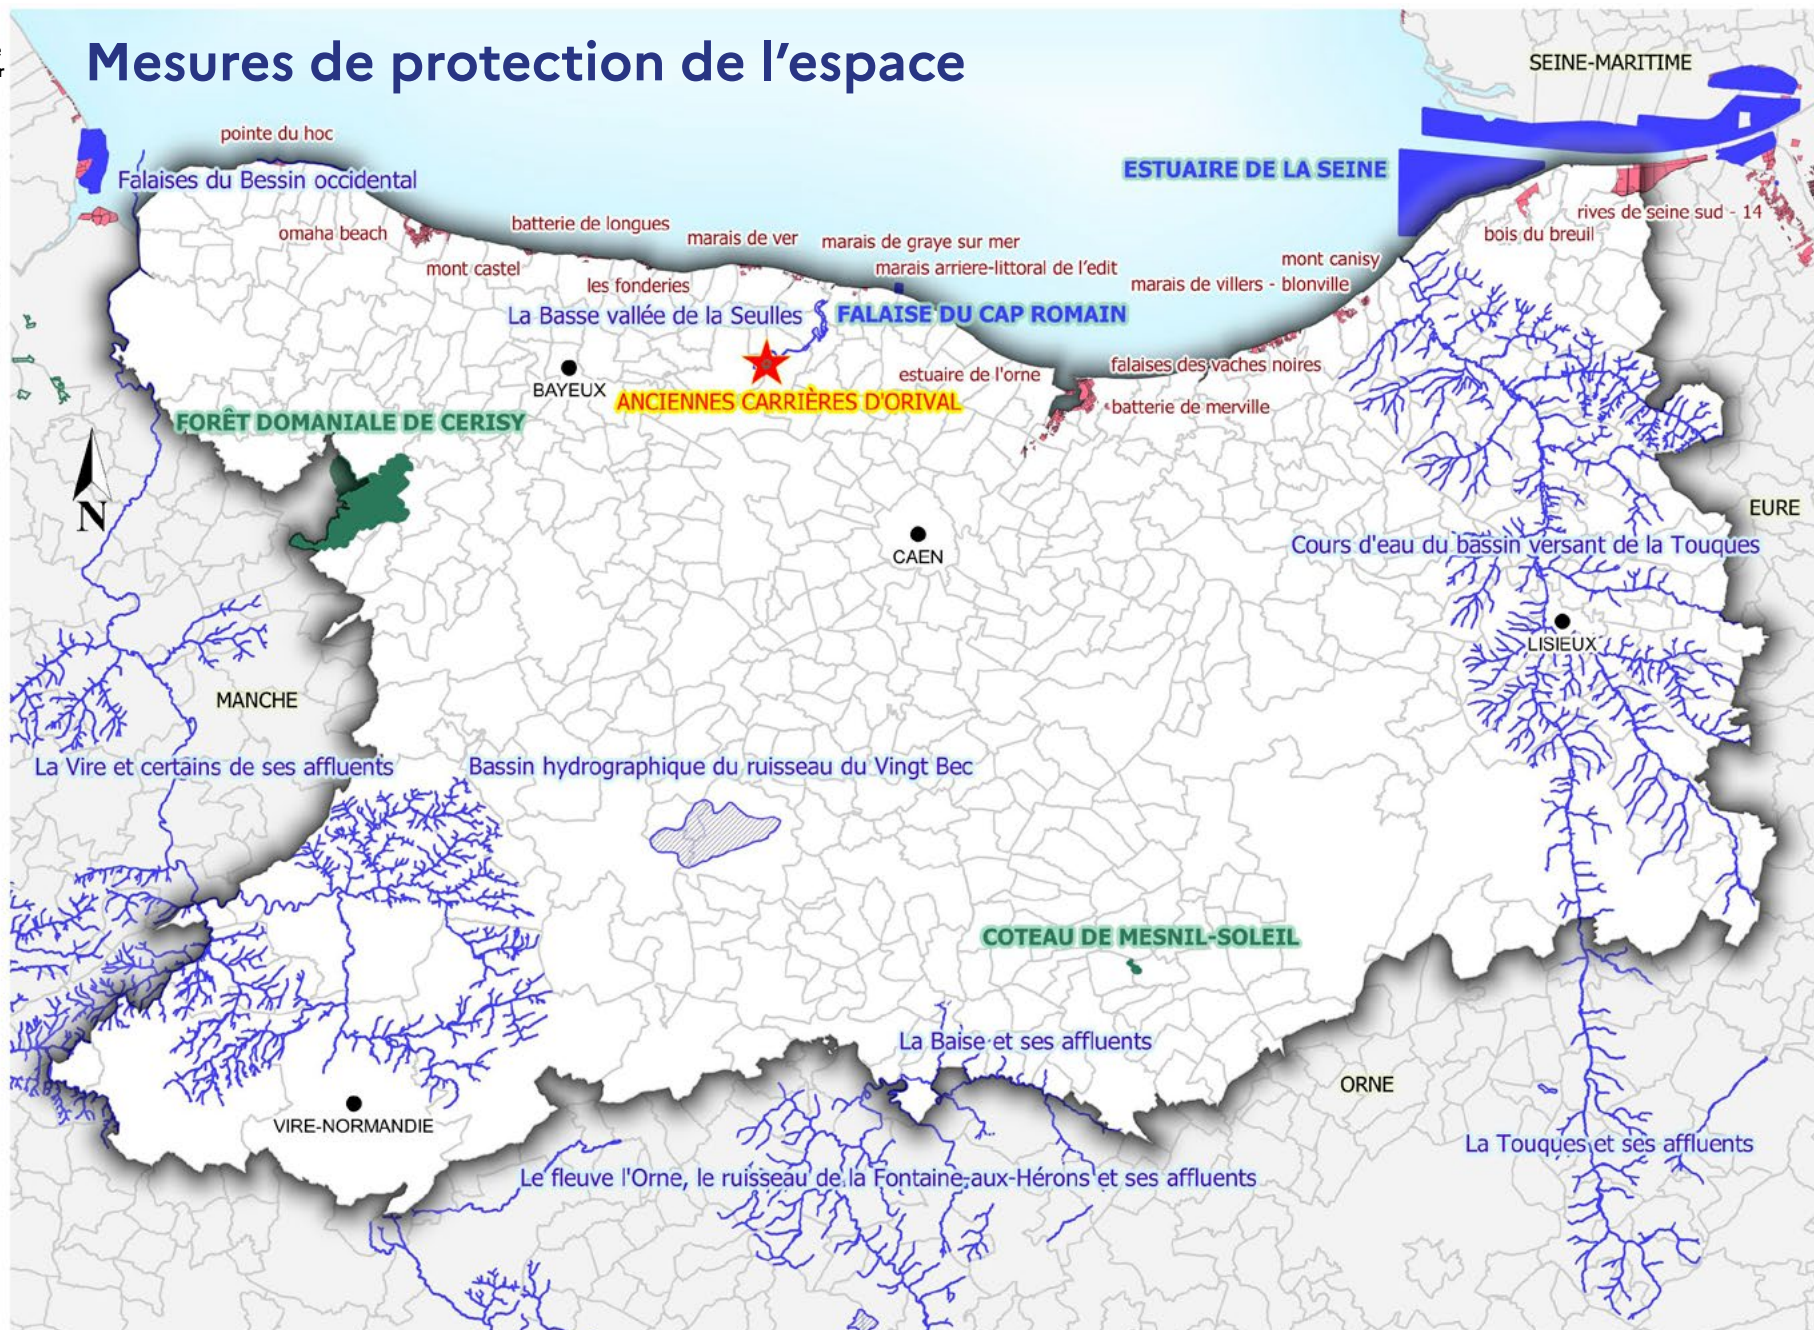 Mesures de protection de l'espace
SEINE-MARITIME
pointe du hoc
ESTUAIRE DE LA SEINE
Falaises du Bessin occidental
rives de seine sud - 14
batterie de longues
omaha beach
marais de ver
marais de graye sur mer
bois du breuil
mont castel
marais arriere-littoral de l'edit
mont canisy
les fonderies
marais de villers - blonville
La Basse vallée de la Seulles
FALAISE DU CAP ROMAIN
falaises des vaches noires
estuaire de l'orne
BAYEUX
ANCIENNES CARRIÈRES D'ORIVAL
batterie de merville
FORÊT DOMANIALE DE CERISY
N
EURE
CAEN
Cours d'eau du bassin versant de la Touques
LISIEUX
MANCHE
La Vire et certains de ses affluents
Bassin hydrographique du ruisseau du Vingt Bec
COTEAU DE MESNIL-SOLEIL
La Baise et ses affluents
ORNE
VIRE-NORMANDIE
La Touques et ses affluents
Le fleuve l'Orne, le ruisseau de la Fontaine-aux-Hérons et ses affluents